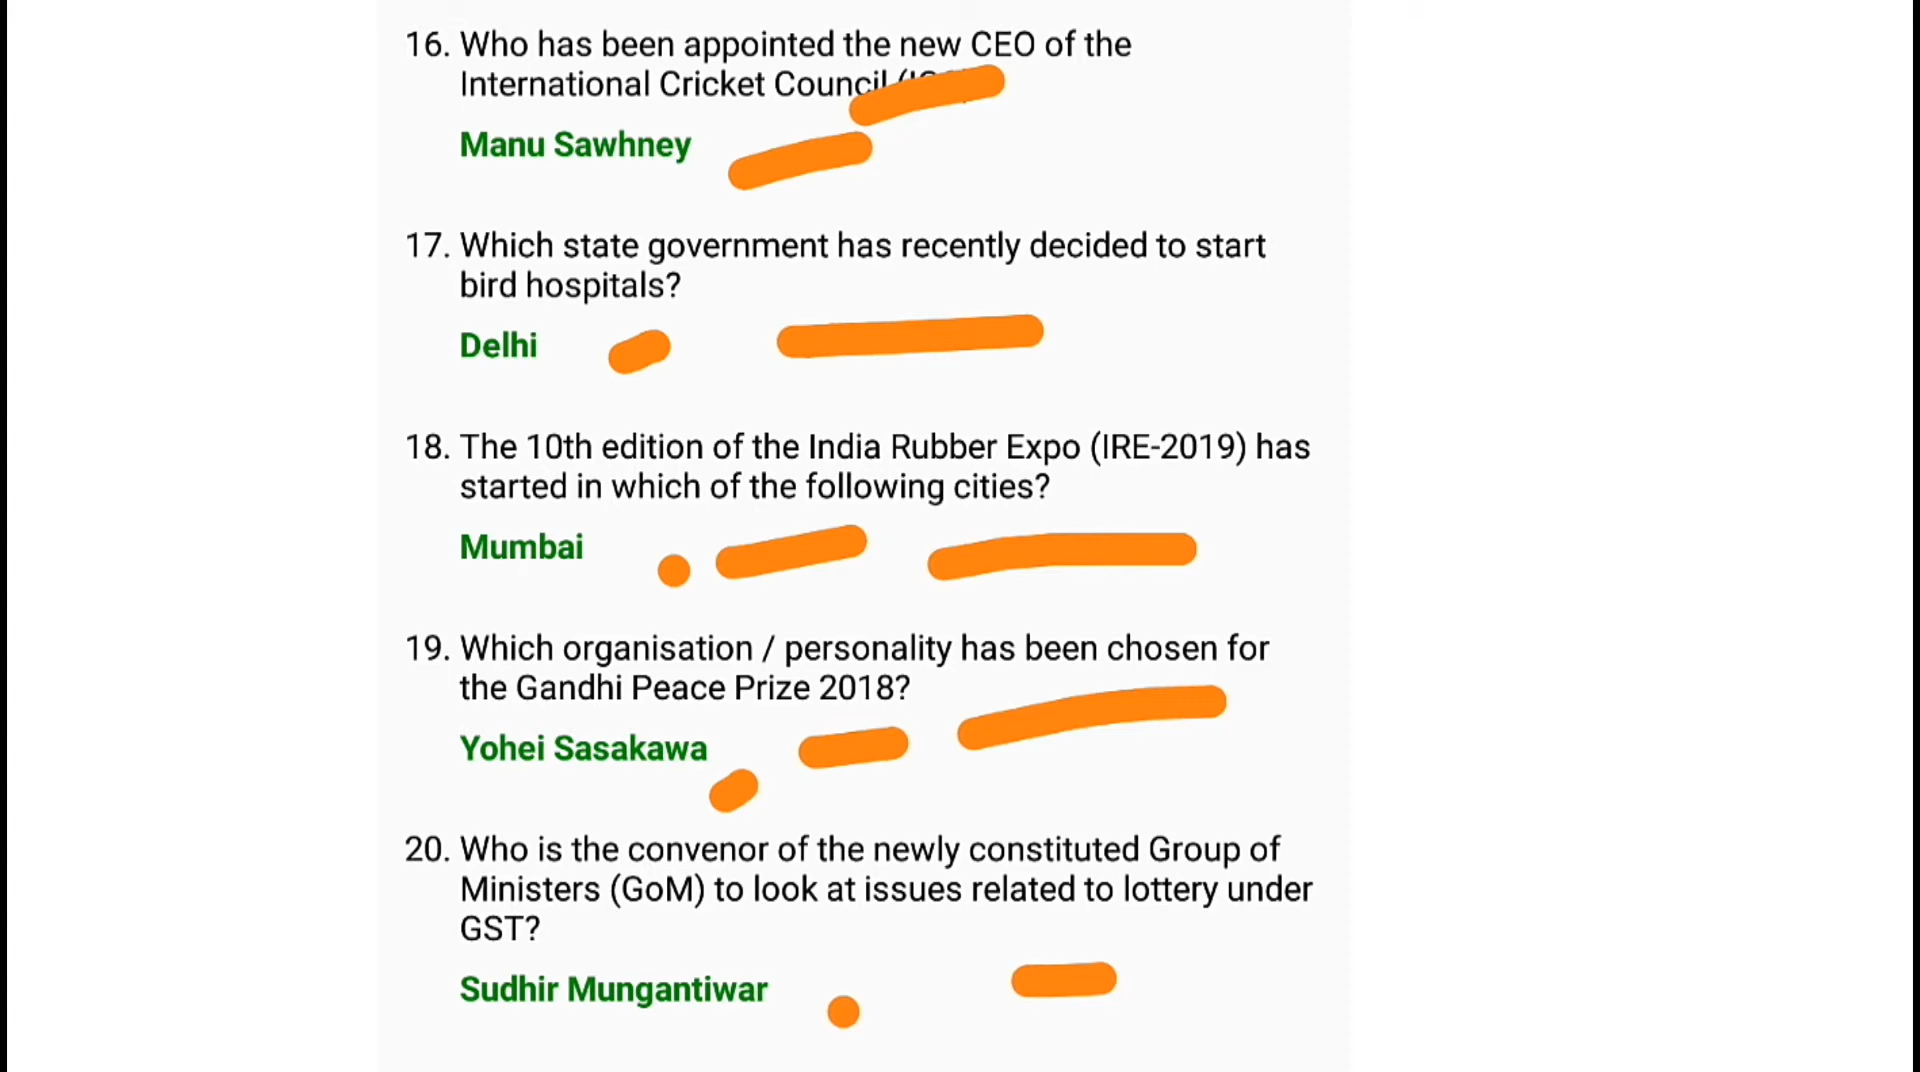 16. Who has been appointed the new CEO of the
International Cricket Council
Manu Sawhney
17. Which state government has recently decided to start
bird hospitals?
Delhi
18. The 10th edition of the India Rubber Expo (IRE-2019) has
started in which of the following cities?
Mumbai
19. Which organisation / personality has been chosen for
the Gandhi Peace Prize 2018?
Yohei Sasakawa
20. Who is the convenor of the newly constituted Group of
Ministers (GoM) to look at issues related to lottery under
GST?
Sudhir Mungantiwar